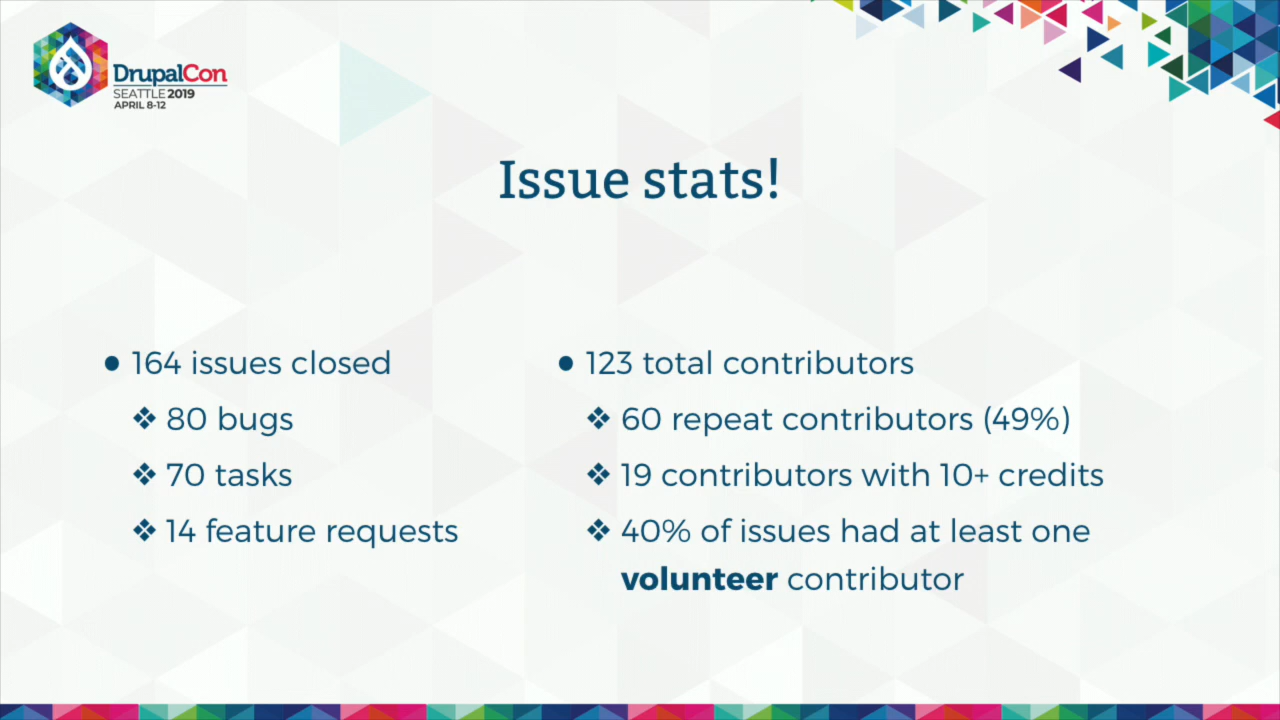 DrupalCon
SEATTLE 2019
APRIL 8-12
Issue stats!
● 164 issues closed
❖ 80 bugs
❖ 70 tasks
❖ 14 feature requests
● 123 total contributors
❖ 60 repeat contributors (49%)
❖ 19 contributors with 10+ credits
❖ 40% of issues had at least one
volunteer contributor